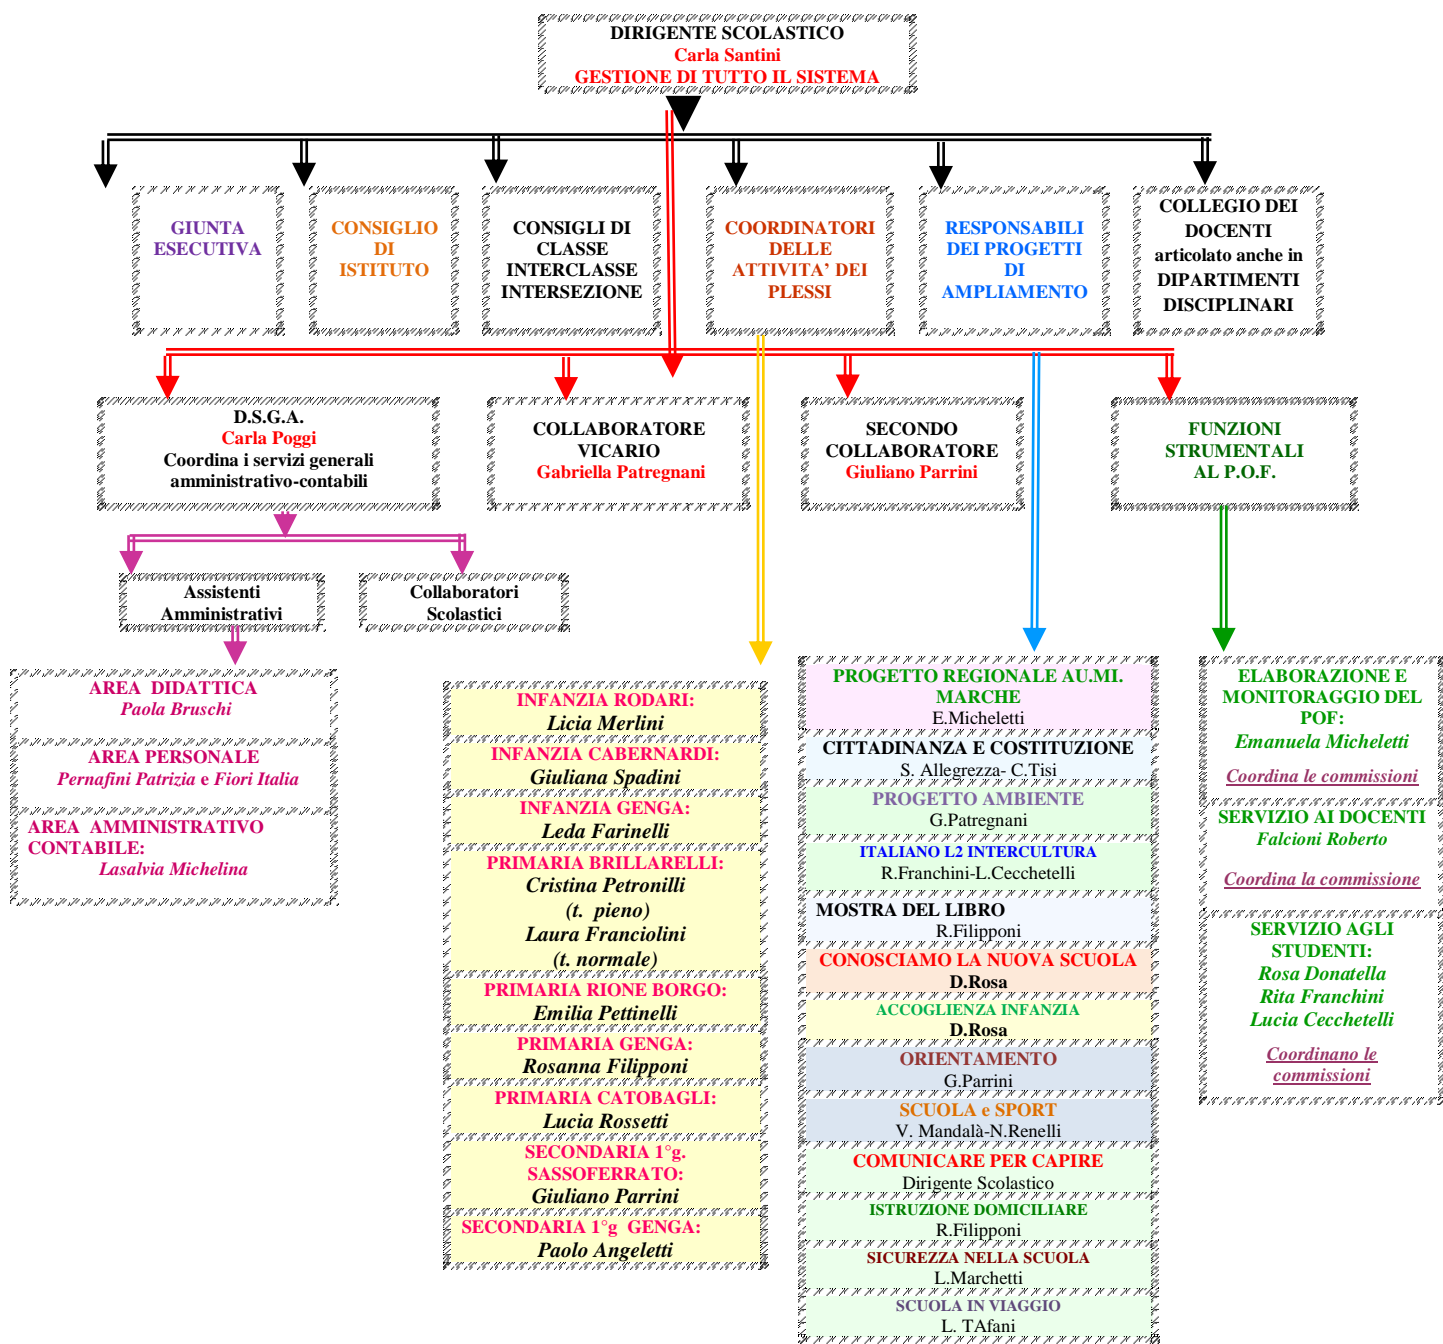 DIRIGENTE SCOLASTICO
Carla Santini
GESTIONE DI TUTTO IL SISTEMA
GIUNTA
ESECUTIVA
CONSIGLIO
DI
ISTITUTO
CONSIGLI DI
CLASSE
INTERCLASSE
INTERSEZIONE
COORDINATORI
DELLE
ATTIVITA’ DEI
PLESSI
RESPONSABILI
DEI PROGETTI
DI
AMPLIAMENTO
COLLEGIO DEI
DOCENTI
articolato anche in
DIPARTIMENTI
DISCIPLINARI
D.S.G.A.
Carla Poggi
Coordina i servizi generali
amministrativo-contabili
COLLABORATORE
VICARIO
Gabriella Patregnani
SECONDO
COLLABORATORE
Giuliano Parrini
FUNZIONI
STRUMENTALI
AL P.O.F.
Assistenti
Amministrativi
Collaboratori
Scolastici
AREA DIDATTICA
Paola Bruschi
AREA PERSONALE
Pernafini Patrizia e Fiori Italia
AREA AMMINISTRATIVO
CONTABILE:
Lasalvia Michelina
INFANZIA RODARI:
Licia Merlini
INFANZIA CABERNARDI:
Giuliana Spadini
INFANZIA GENGA:
Leda Farinelli
PRIMARIA BRILLARELLI:
Cristina Petronilli
(t. pieno)
Laura Franciolini
(t. normale)
PRIMARIA RIONE BORGO:
Emilia Pettinelli
PRIMARIA GENGA:
Rosanna Filipponi
PRIMARIA CATOBAGLI:
Lucia Rossetti
SECONDARIA 1°g.
SASSOFERRATO:
Giuliano Parrini
SECONDARIA 1°g GENGA:
Paolo Angeletti
PROGETTO REGIONALE AU.MI.
MARCHE
E.Micheletti
CITTADINANZA E COSTITUZIONE
S. Allegrezza- C.Tisi
PROGETTO AMBIENTE
G.Patregnani
ITALIANO L2 INTERCULTURA
R.Franchini-L.Cecchetelli
MOSTRA DEL LIBRO
R.Filipponi
CONOSCIAMO LA NUOVA SCUOLA
D.Rosa
ACCOGLIENZA INFANZIA
D.Rosa
ORIENTAMENTO
G.Parrini
SCUOLA e SPORT
V. Mandalà-N.Renelli
COMUNICARE PER CAPIRE
Dirigente Scolastico
ISTRUZIONE DOMICILIARE
R.Filipponi
SICUREZZA NELLA SCUOLA
L.Marchetti
SCUOLA IN VIAGGIO
L. TAfani
ELABORAZIONE E
MONITORAGGIO DEL
POF:
Emanuela Micheletti
Coordina le commissioni
SERVIZIO AI DOCENTI
Falcioni Roberto
Coordina la commissione
SERVIZIO AGLI
STUDENTI:
Rosa Donatella
Rita Franchini
Lucia Cecchetelli
Coordinano le
commissioni